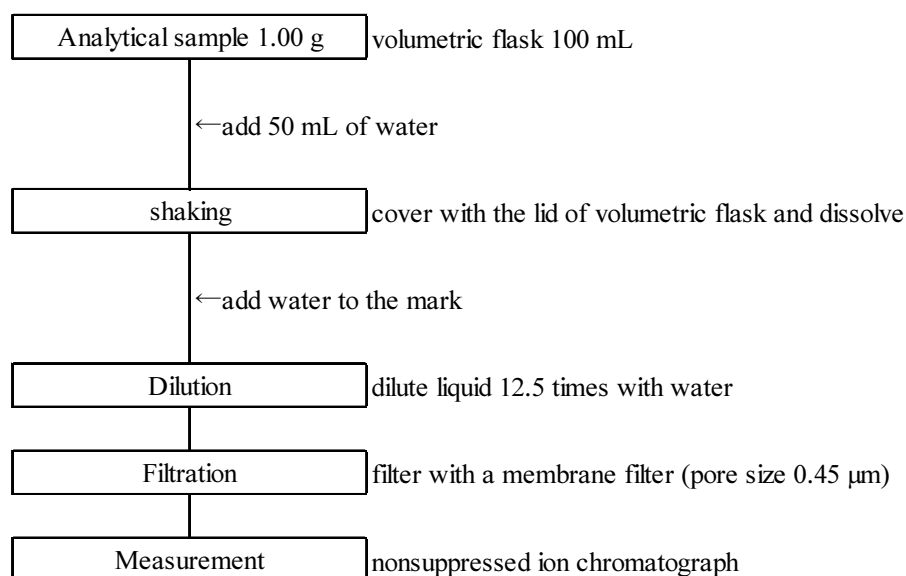 Analytical sample 1.00 g volumetric flask 100 mL
←add 50 mL of water
shaking cover with the lid of volumetric flask and dissolve
←add water to the mark
Dilution dilute liquid 12.5 times with water
Filtration filter with a membrane filter (pore size 0.45 μm)
Measurement nonsuppressed ion chromatograph